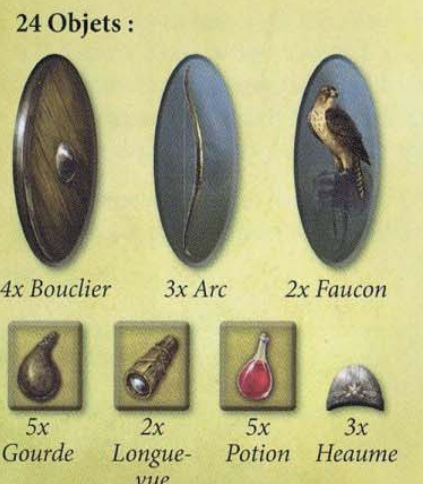 24 Objets :
4x Bouclier 3x Arc 2x Faucon
5x 2x 5x 3x
Gourde Longue- Potion Heaume
vue